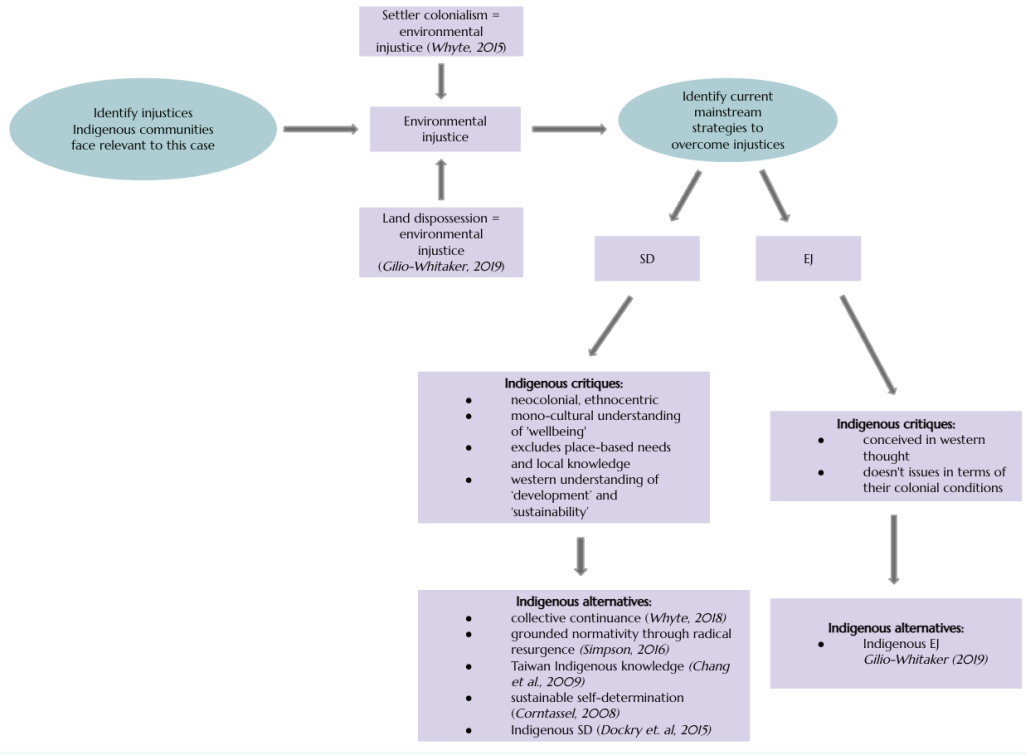 Settler colonialism =
environmental
injustice (Whyte, 2015)
Identify injustices
Indigenous communities
face relevant to this case
Environmental
injustice
Identify current
mainstream
strategies to
overcome injustices
Land dispossession =
environmental
injustice
(Gilio-Whitaker, 2019)
SD
EJ
Indigenous critiques:
● neocolonial, ethnocentric
● mono-cultural understanding
of 'wellbeing'
● excludes place-based needs
and local knowledge
● western understanding of
‘development’ and
‘sustainability’
Indigenous critiques:
● conceived in western
thought
● doesn't issues in terms of
their colonial conditions
Indigenous alternatives:
● collective continuance (Whyte, 2018)
● grounded normativity through radical
resurgence (Simpson, 2016)
● Taiwan Indigenous knowledge (Chang
et al., 2009)
● sustainable self-determination
(Corntassel, 2008)
● Indigenous SD (Dockry et. al, 2015)
Indigenous alternatives:
● Indigenous EJ
Gilio-Whitaker (2019)